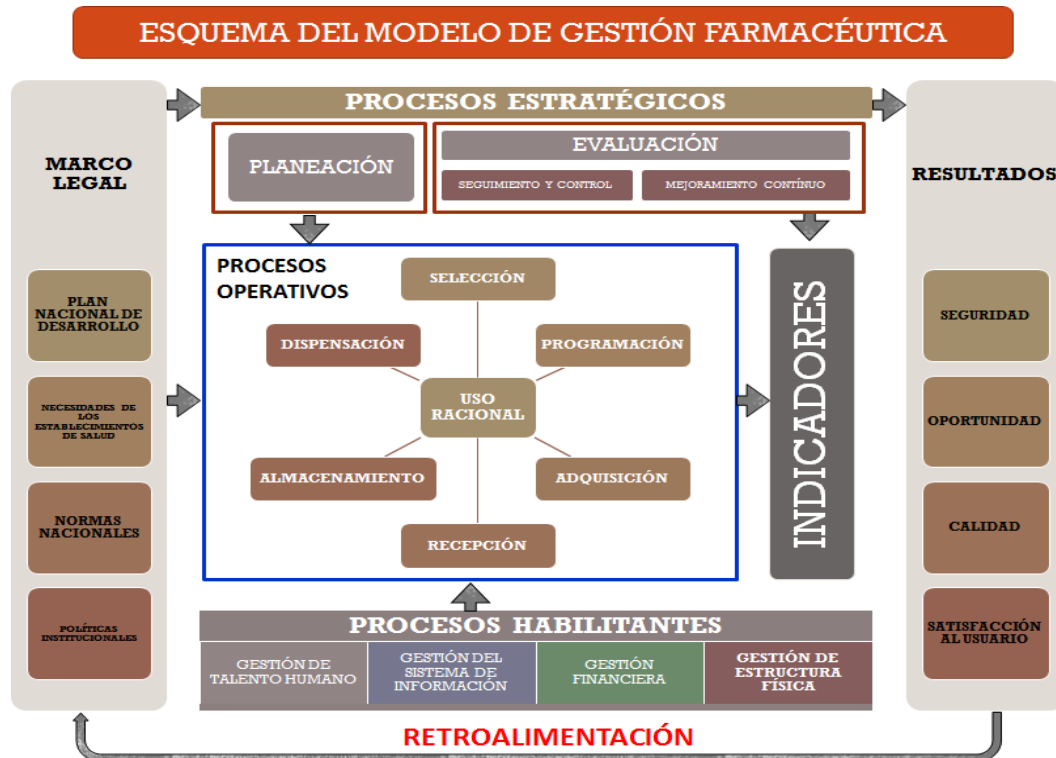 ESQUEMA DEL MODELO DE GESTIÓN FARMACÉUTICA
MARCO
LEGAL
PLAN
NACIONAL DE
DESARROLLO
NECESIDADES DE
LOS
ESTABLECIMIENTOS
DE SALUD
NORMAS
NACIONALES
POLÍTICAS
INSTITUCIONALES
PROCESOS ESTRATÉGICOS
PLANEACIÓN
EVALUACIÓN
SEGUIMIENTO Y CONTROL
MEJORAMIENTO CONTÍNUO
PROCESOS
OPERATIVOS
SELECCIÓN
DISPENSACIÓN
PROGRAMACIÓN
USO
RACIONAL
ALMACENAMIENTO
ADQUISICIÓN
RECEPCIÓN
INDICADORES
PROCESOS HABILITANTES
GESTIÓN DE
TALENTO HUMANO
GESTIÓN DEL
SISTEMA DE
INFORMACIÓN
GESTIÓN
FINANCIERA
GESTIÓN DE
ESTRUCTURA
FÍSICA
RESULTADOS
SEGURIDAD
OPORTUNIDAD
CALIDAD
SATISFACCIÓN
AL USUARIO
RETROALIMENTACIÓN